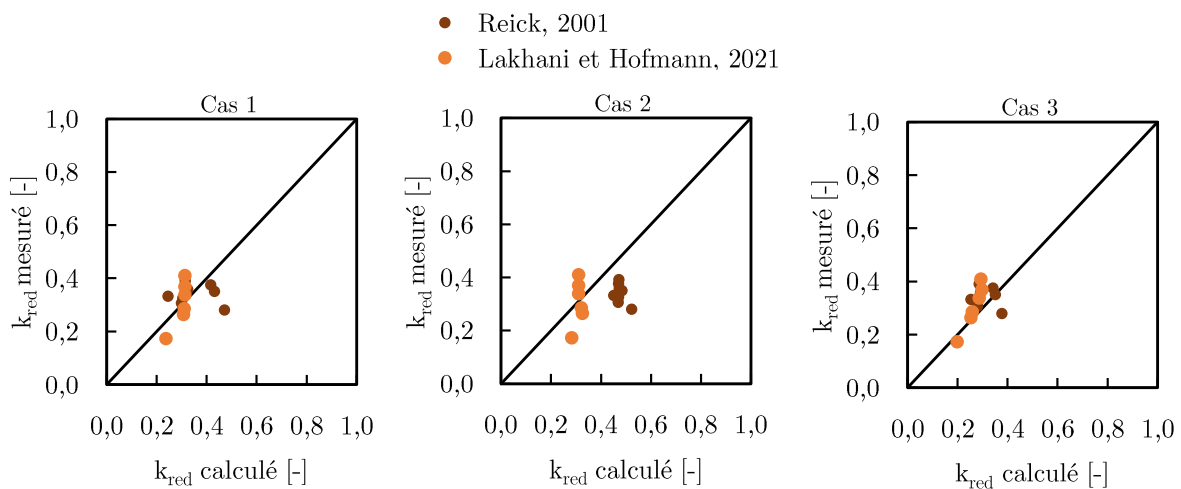 Reick, 2001
Lakhani et Hofmann, 2021
Cas 1
1,0
0,8
0,6
0,4
0,2
0,0
k_red mesuré [-]
0,0 0,2 0,4 0,6 0,8 1,0
k_red calculé [-]
Cas 2
1,0
0,8
0,6
0,4
0,2
0,0
k_red mesuré [-]
0,0 0,2 0,4 0,6 0,8 1,0
k_red calculé [-]
Cas 3
1,0
0,8
0,6
0,4
0,2
0,0
k_red mesuré [-]
0,0 0,2 0,4 0,6 0,8 1,0
k_red calculé [-]